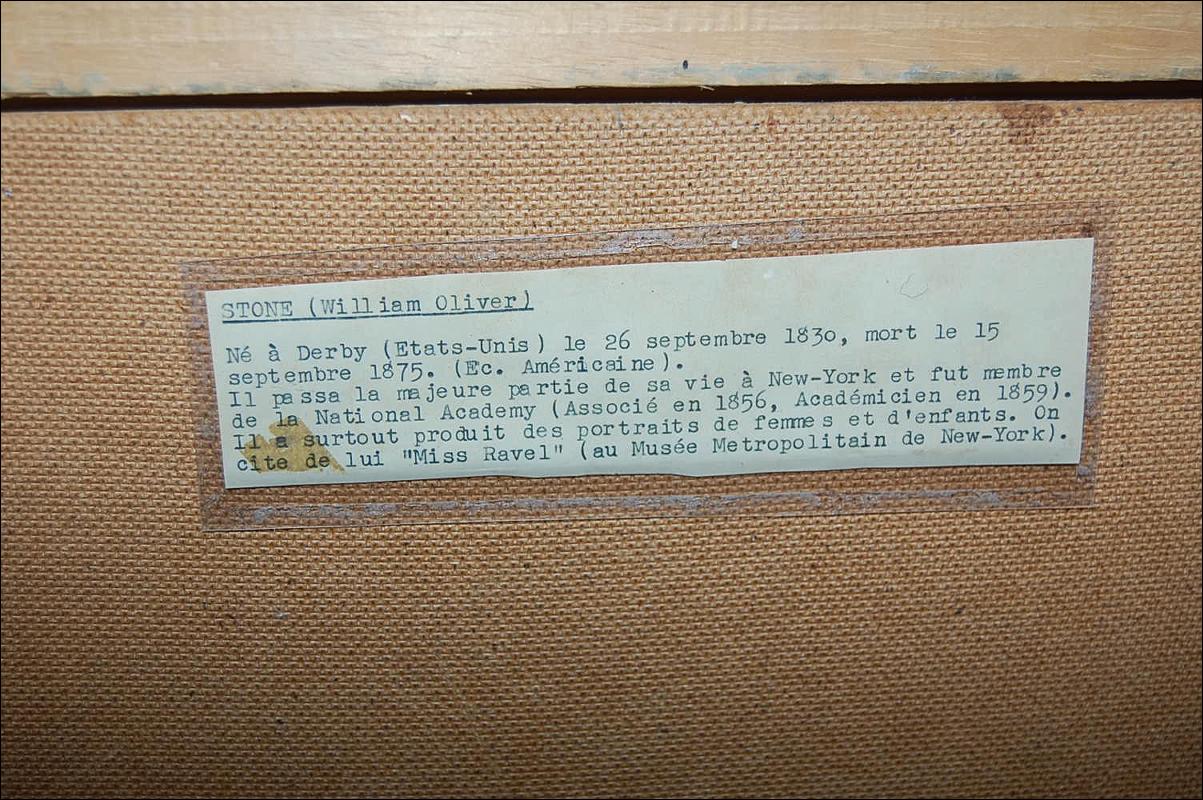 STONE (William Oliver)
Né à Derby (Etats-Unis) le 26 septembre 1830, mort le 15
septembre 1875. (Ec. Américaine).
Il passa la majeure partie de sa vie à New-York et fut membre
de la National Academy (Associé en 1856, Académicien en 1859).
Il a surtout produit des portraits de femmes et d'enfants. On
cite de lui "Miss Ravel" (au Musée Metropolitain de New-York).